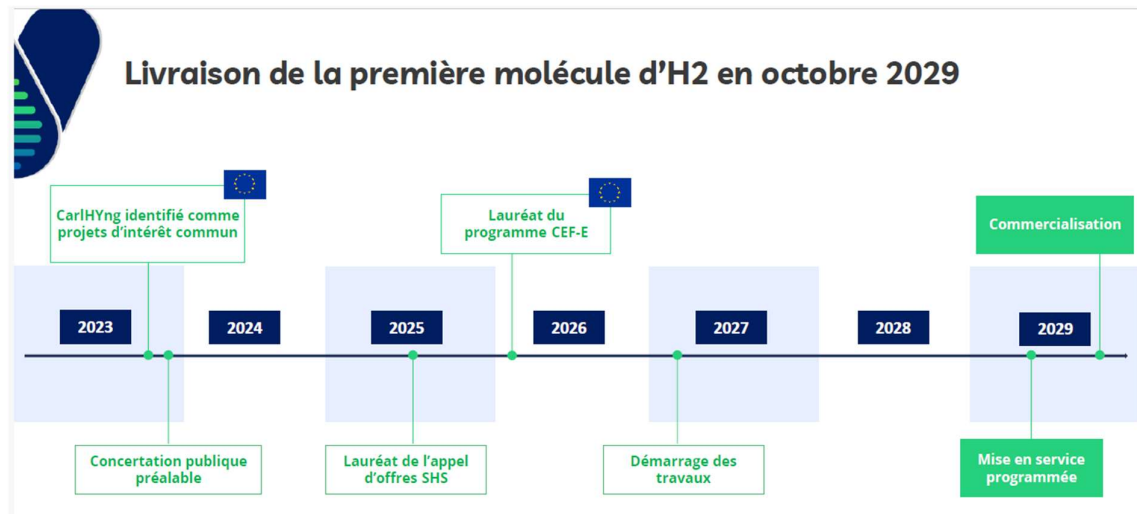 Livraison de la première molécule d'H2 en octobre 2029
CarlHYng identifié comme
projets d'intérêt commun
Lauréat du
programme CEF-E
Commercialisation
2023
2024
2025
2026
2027
2028
2029
Concertation publique
préalable
Lauréat de l'appel
d'offres SHS
Démarrage des
travaux
Mise en service
programmée